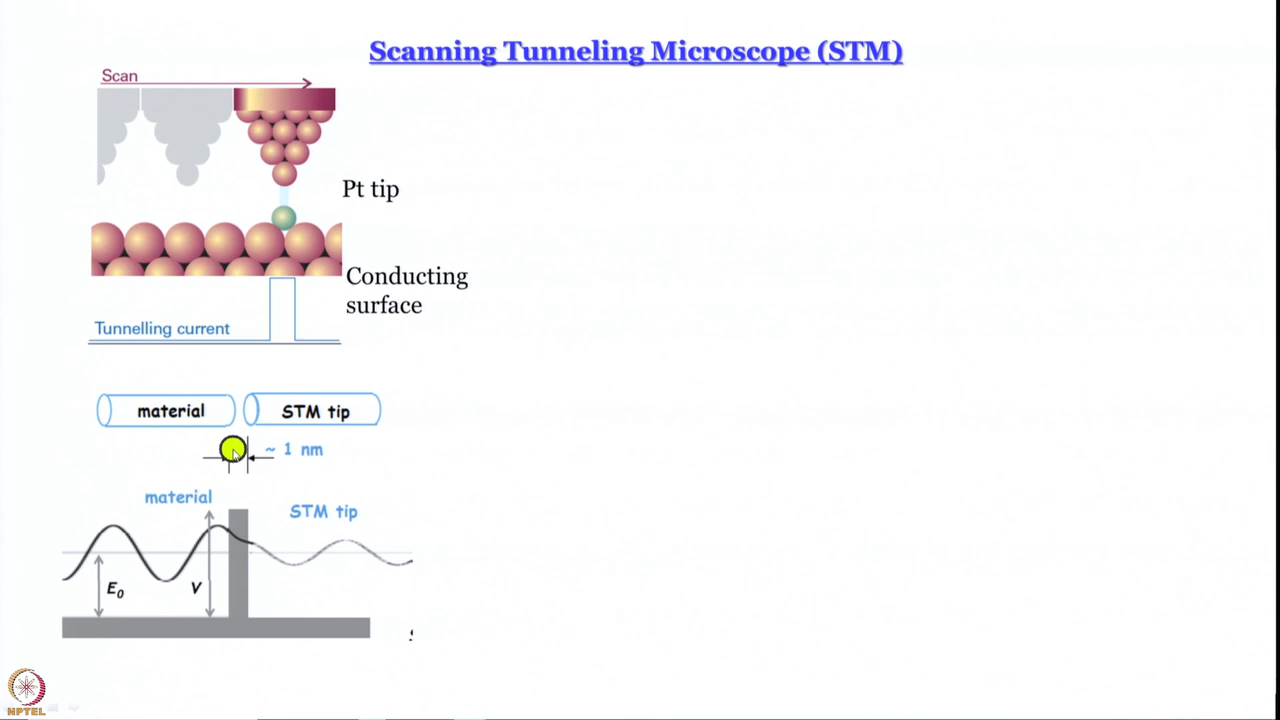 Scanning Tunneling Microscope (STM)
Scan
Pt tip
Conducting
surface
Tunnelling current
material
STM tip
~ 1 nm
material
STM tip
E0
V
NPTEL